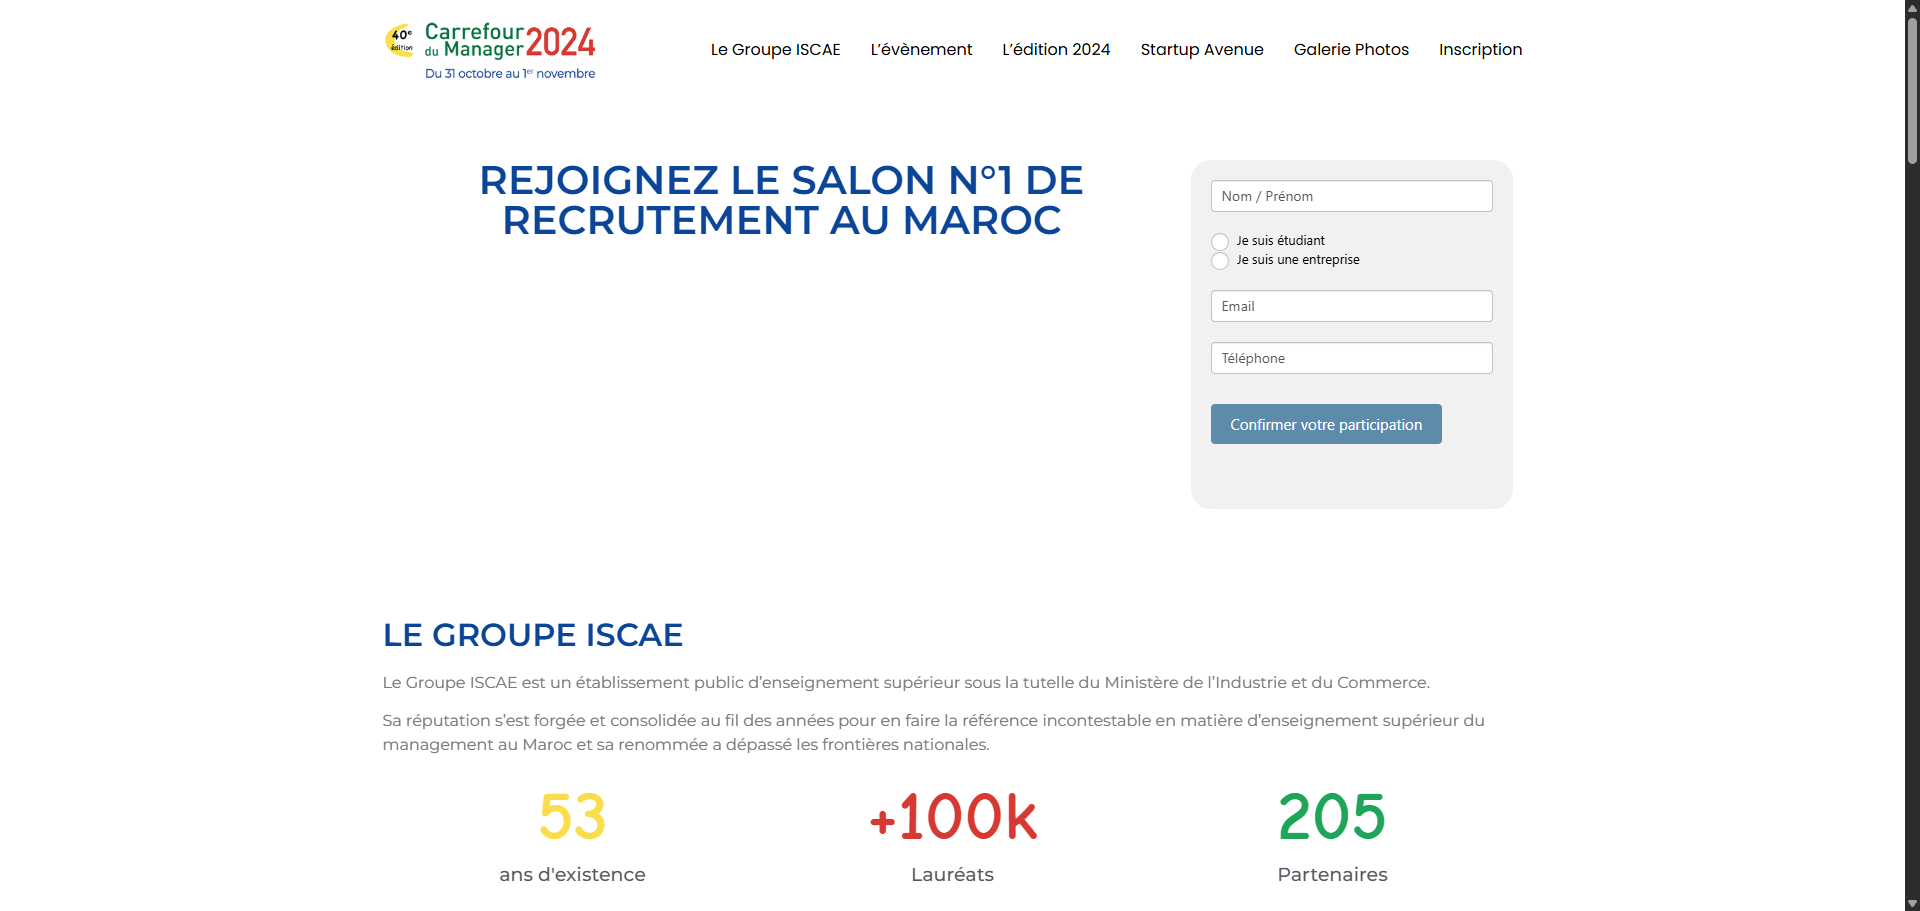 40e
édition
Carrefour
du Manager 2024
Du 31 octobre au 1er novembre
Le Groupe ISCAE
L’évènement
L’édition 2024
Startup Avenue
Galerie Photos
Inscription
REJOIGNEZ LE SALON N°1 DE
RECRUTEMENT AU MAROC
Nom / Prénom
Je suis étudiant
Je suis une entreprise
Email
Téléphone
Confirmer votre participation
LE GROUPE ISCAE
Le Groupe ISCAE est un établissement public d’enseignement supérieur sous la tutelle du Ministère de l’Industrie et du Commerce.
Sa réputation s’est forgée et consolidée au fil des années pour en faire la référence incontestable en matière d’enseignement supérieur du
management au Maroc et sa renommée a dépassé les frontières nationales.
53
ans d'existence
+100k
Lauréats
205
Partenaires